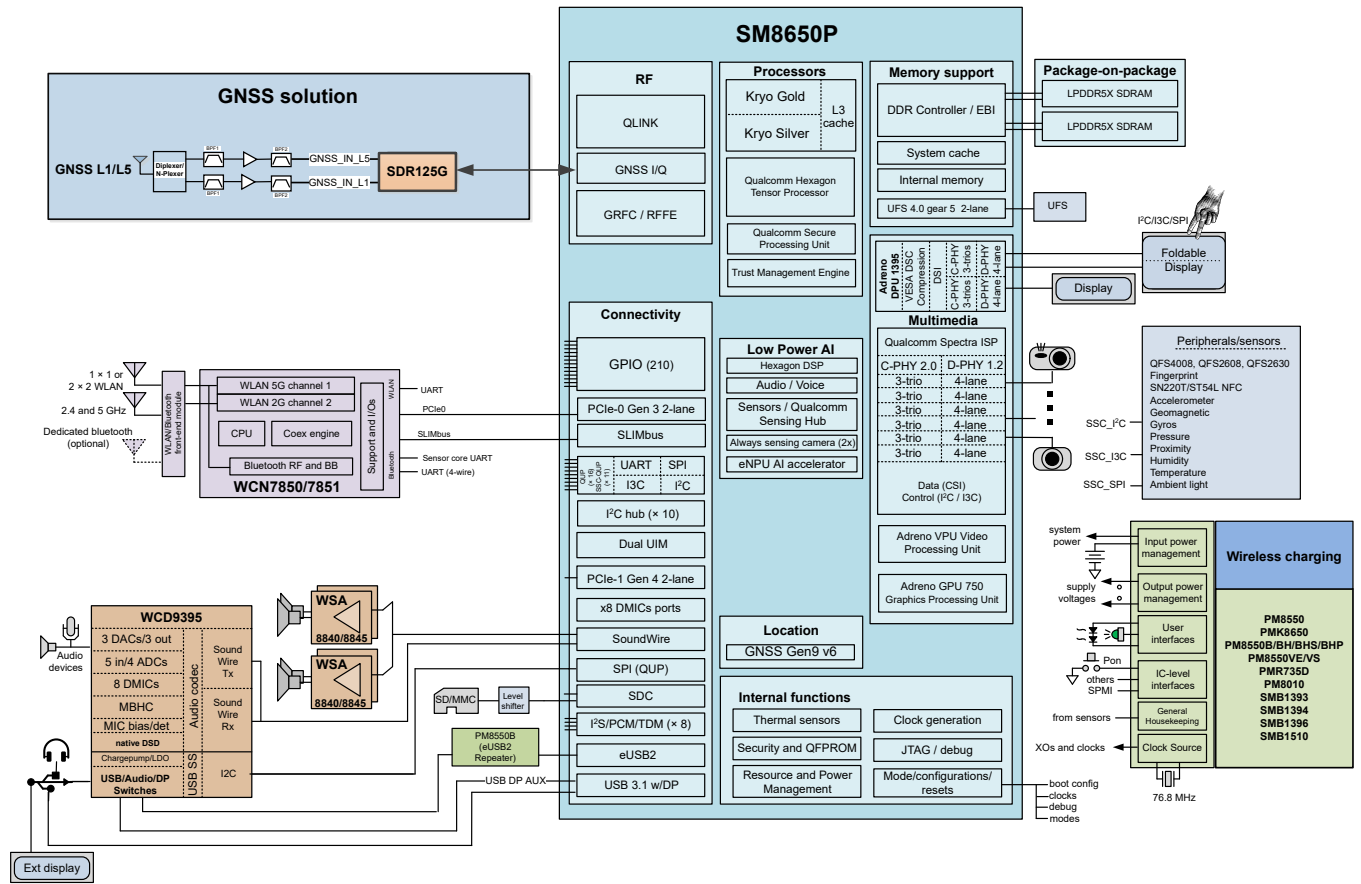 SM8650P
GNSS solution
GNSS L1/L5
Diplexer/
N-Plexer
BPF1
BPF2
GNSS_IN_L5
BPF1
BPF2
GNSS_IN_L1
SDR125G
RF
QLINK
GNSS I/Q
GRFC / RFFE
Processors
Kryo Gold
Kryo Silver
L3
cache
Qualcomm Hexagon
Tensor Processor
Qualcomm Secure
Processing Unit
Trust Management Engine
Memory support
DDR Controller / EBI
System cache
Internal memory
UFS 4.0 gear 5 2-lane
Package-on-package
LPDDR5X SDRAM
LPDDR5X SDRAM
UFS
I²C/I3C/SPI
Foldable
Display
Display
Adreno
DPU 1395
VESA DSC
Compression
DSI
C-PHY
3-trios
D-PHY
4-lane
C-PHY
3-trios
D-PHY
4-lane
Multimedia
Qualcomm Spectra ISP
C-PHY 2.0
D-PHY 1.2
3-trio
4-lane
3-trio
4-lane
3-trio
4-lane
3-trio
4-lane
3-trio
4-lane
3-trio
4-lane
Data (CSI)
Control (I²C / I3C)
Adreno VPU Video
Processing Unit
Adreno GPU 750
Graphics Processing Unit
Peripherals/sensors
QFS4008, QFS2608, QFS2630
Fingerprint
SN220T/ST54L NFC
Accelerometer
Geomagnetic
Gyros
Pressure
Proximity
Humidity
Temperature
Ambient light
SSC_I²C
SSC_I3C
SSC_SPI
Connectivity
GPIO (210)
PCIe-0 Gen 3 2-lane
SLIMbus
QUP
(× 16)
SSC-QUP
(× 11)
UART
SPI
I3C
I²C
I²C hub (× 10)
Dual UIM
PCIe-1 Gen 4 2-lane
x8 DMICs ports
SoundWire
SPI (QUP)
SDC
I²S/PCM/TDM (× 8)
eUSB2
USB 3.1 w/DP
Low Power AI
Hexagon DSP
Audio / Voice
Sensors / Qualcomm
Sensing Hub
Always sensing camera (2x)
eNPU AI accelerator
Location
GNSS Gen9 v6
Internal functions
Thermal sensors
Clock generation
Security and QFPROM
JTAG / debug
Resource and Power
Management
Mode/configurations/
resets
boot config
clocks
debug
modes
1 × 1 or
2 × 2 WLAN
2.4 and 5 GHz
Dedicated bluetooth
(optional)
WLAN/Bluetooth
front-end module
WLAN 5G channel 1
WLAN 2G channel 2
CPU
Coex engine
Bluetooth RF and BB
Support and I/Os
WLAN
Bluetooth
WCN7850/7851
UART
PCIe0
SLIMbus
Sensor core UART
UART (4-wire)
WCD9395
3 DACs/3 out
5 in/4 ADCs
8 DMICs
MBHC
MIC bias/det
native DSD
Chargepump/LDO
USB/Audio/DP
Switches
Audio codec
USB SS
Sound
Wire
Tx
Sound
Wire
Rx
I2C
Audio
devices
WSA
8840/8845
WSA
8840/8845
SD/MMC
Level
shifter
PM8550B
(eUSB2
Repeater)
USB DP AUX
Ext display
system
power
supply
voltages
Pon
others
SPMI
from sensors
XOs and clocks
76.8 MHz
Input power
management
Output power
management
User
interfaces
IC-level
interfaces
General
Housekeeping
Clock Source
Wireless charging
PM8550
PMK8650
PM8550B/BH/BHS/BHP
PM8550VE/VS
PMR735D
PM8010
SMB1393
SMB1394
SMB1396
SMB1510